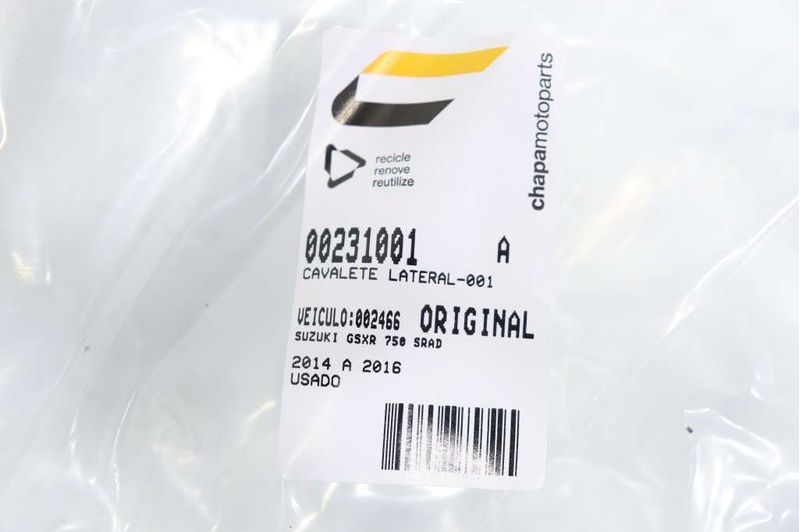 chapamotoparts
recicle
renove
reutilize
00231001 A
CAVALETE LATERAL-001
VEICULO:002466 ORIGINAL
SUZUKI GSXR 750 SRAD
2014 A 2016
USADO